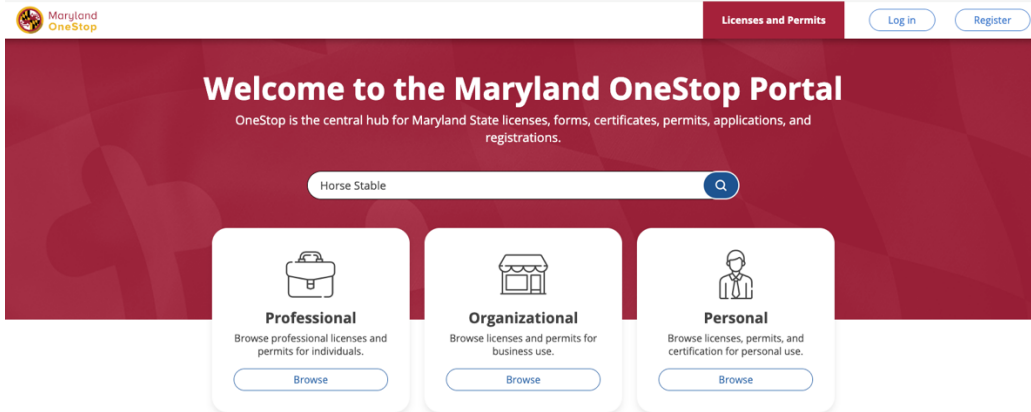 Maryland
OneStop
Licenses and Permits
Log in
Register
Welcome to the Maryland OneStop Portal
OneStop is the central hub for Maryland State licenses, forms, certificates, permits, applications, and
registrations.
Horse Stable
Professional
Browse professional licenses and
permits for individuals.
Browse
Organizational
Browse licenses and permits for
business use.
Browse
Personal
Browse licenses, permits, and
certification for personal use.
Browse